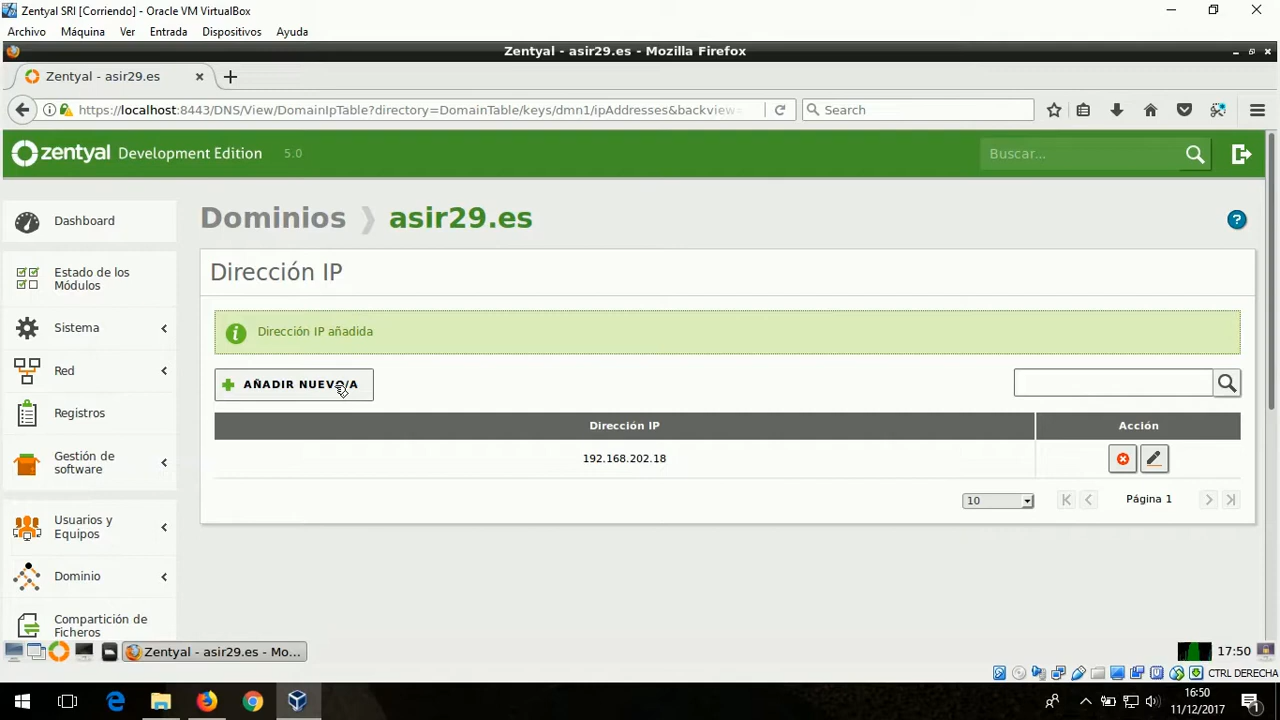 Zentyal SRI [Corriendo] - Oracle VM VirtualBox
Archivo Máquina Ver Entrada Dispositivos Ayuda
Zentyal - asir29.es - Mozilla Firefox
Zentyal - asir29.es
https://localhost:8443/DNS/View/DomainIpTable?directory=DomainTable/keys/dmn1/ipAddresses&backview=
Search
zentyal Development Edition 5.0
Buscar...
Dashboard
Estado de los
Módulos
Sistema
Red
Registros
Gestión de
software
Usuarios y
Equipos
Dominio
Compartición de
Ficheros
Dominios asir29.es
?
Dirección IP
Dirección IP añadida
AÑADIR NUEVO/A
Dirección IP Acción
192.168.202.18
10
Página 1
Zentyal - asir29.es - Mo...
17:50
CTRL DERECHA
16:50
11/12/2017
1